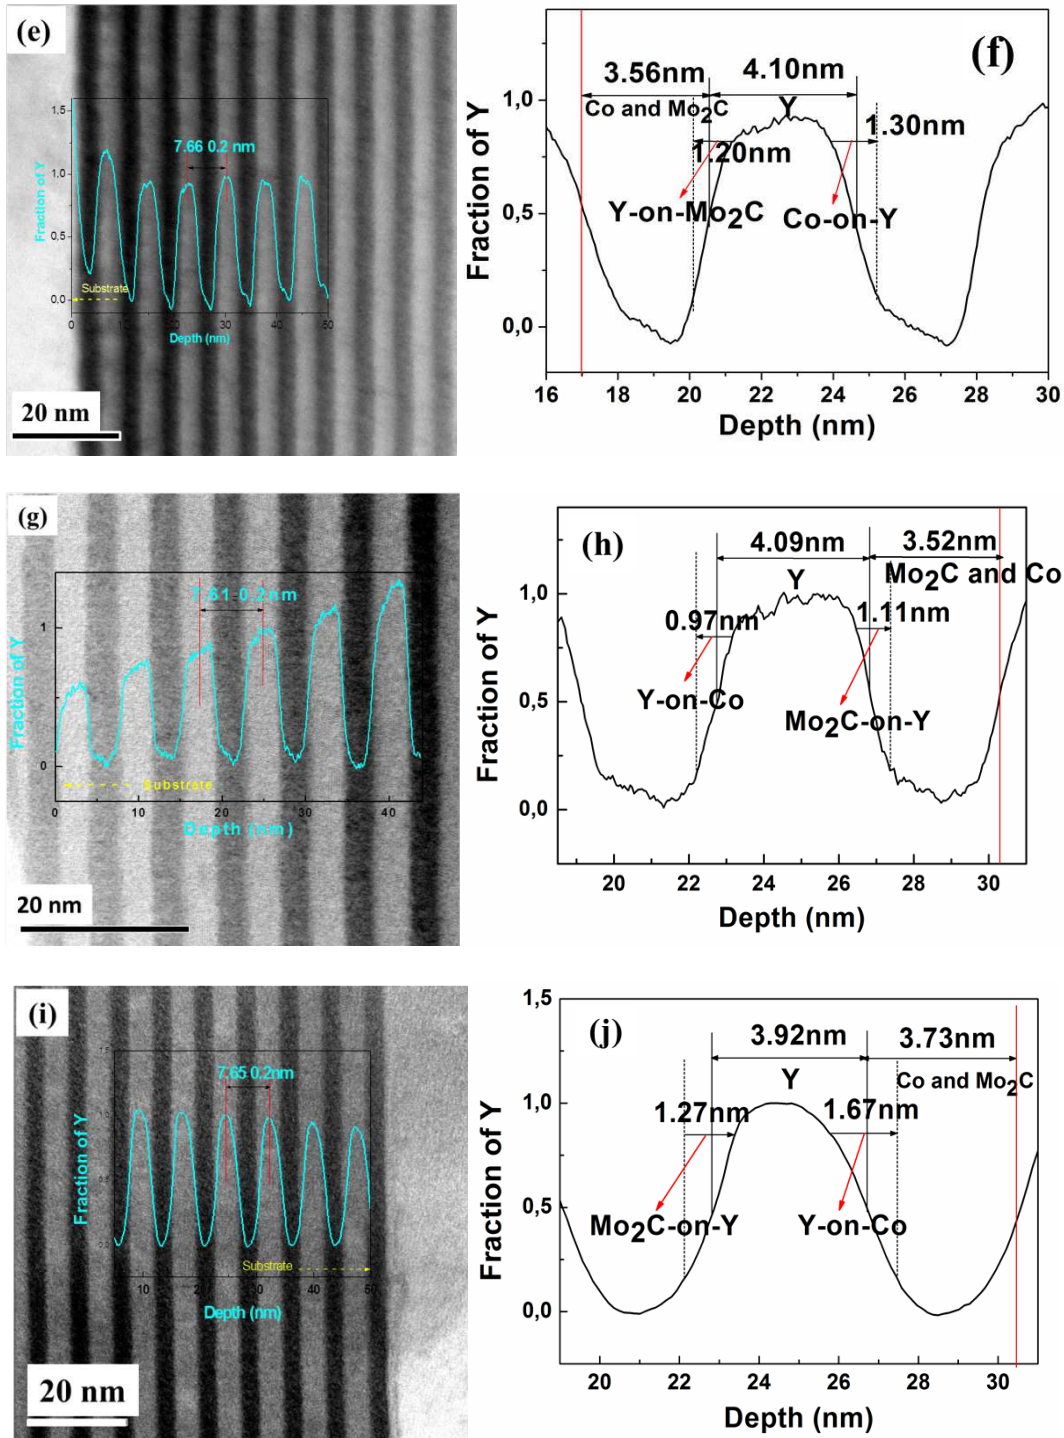 (e)
1.5
1.0
0.5
0.0
Fraction of Y
7.66 0.2 nm
Substrate
0 10 20 30 40 50
Depth (nm)
20 nm
(f)
3.56nm 4.10nm
Co and Mo2C Y
1.20nm 1.30nm
Y-on-Mo2C Co-on-Y
Fraction of Y
1,0
0,5
0,0
16 18 20 22 24 26 28 30
Depth (nm)
(g)
1
0
Fraction of Y
7.61 0.2nm
Substrate
0 10 20 30 40
Depth (nm)
20 nm
(h)
4.09nm 3.52nm
Y Mo2C and Co
0.97nm 1.11nm
Y-on-Co Mo2C-on-Y
Fraction of Y
1,0
0,5
0,0
20 22 24 26 28 30
Depth (nm)
(i)
7.65 0.2nm
Fraction of Y
Substrate
10 20 30 40 50
Depth (nm)
20 nm
(j)
3.92nm 3.73nm
Y Co and Mo2C
1.27nm 1.67nm
Mo2C-on-Y Y-on-Co
Fraction of Y
1,5
1,0
0,5
0,0
20 22 24 26 28 30
Depth (nm)